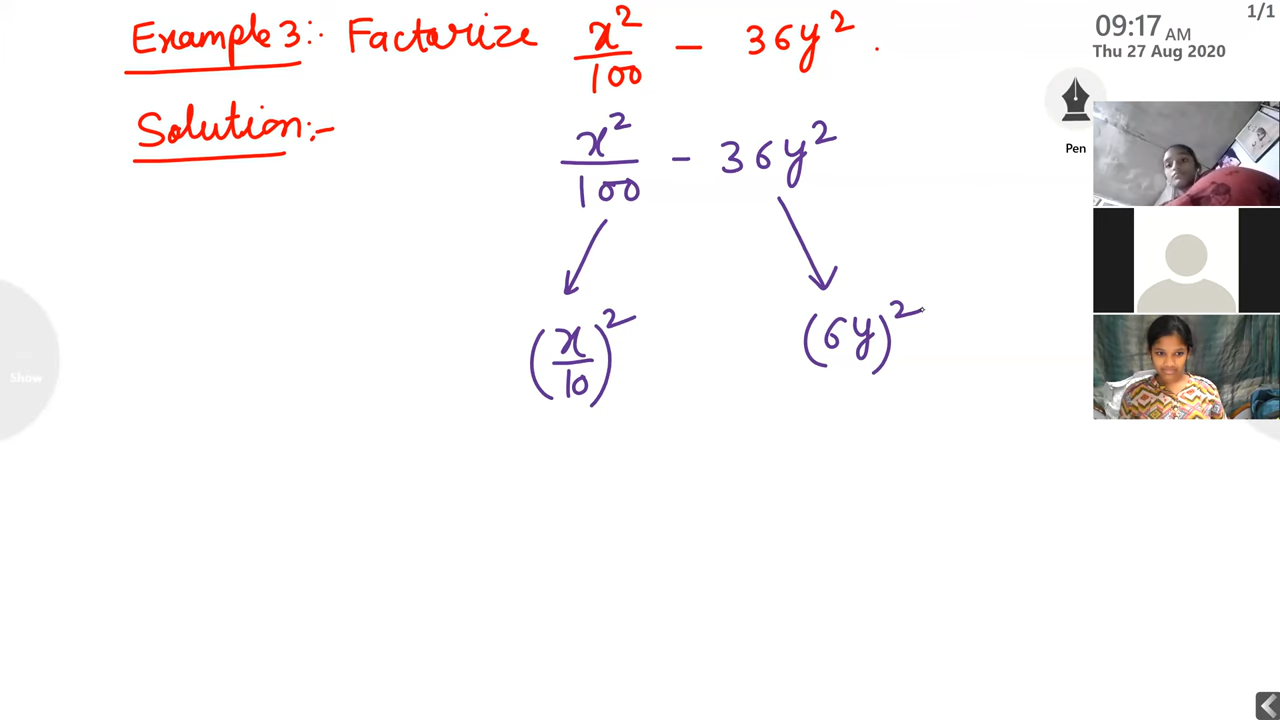 1/1
09:17 AM
Thu 27 Aug 2020
Example 3:- Factorize x²/100 - 36y².
Solution:-
x²/100 - 36y²
Pen
(x/10)² (6y)²
Show